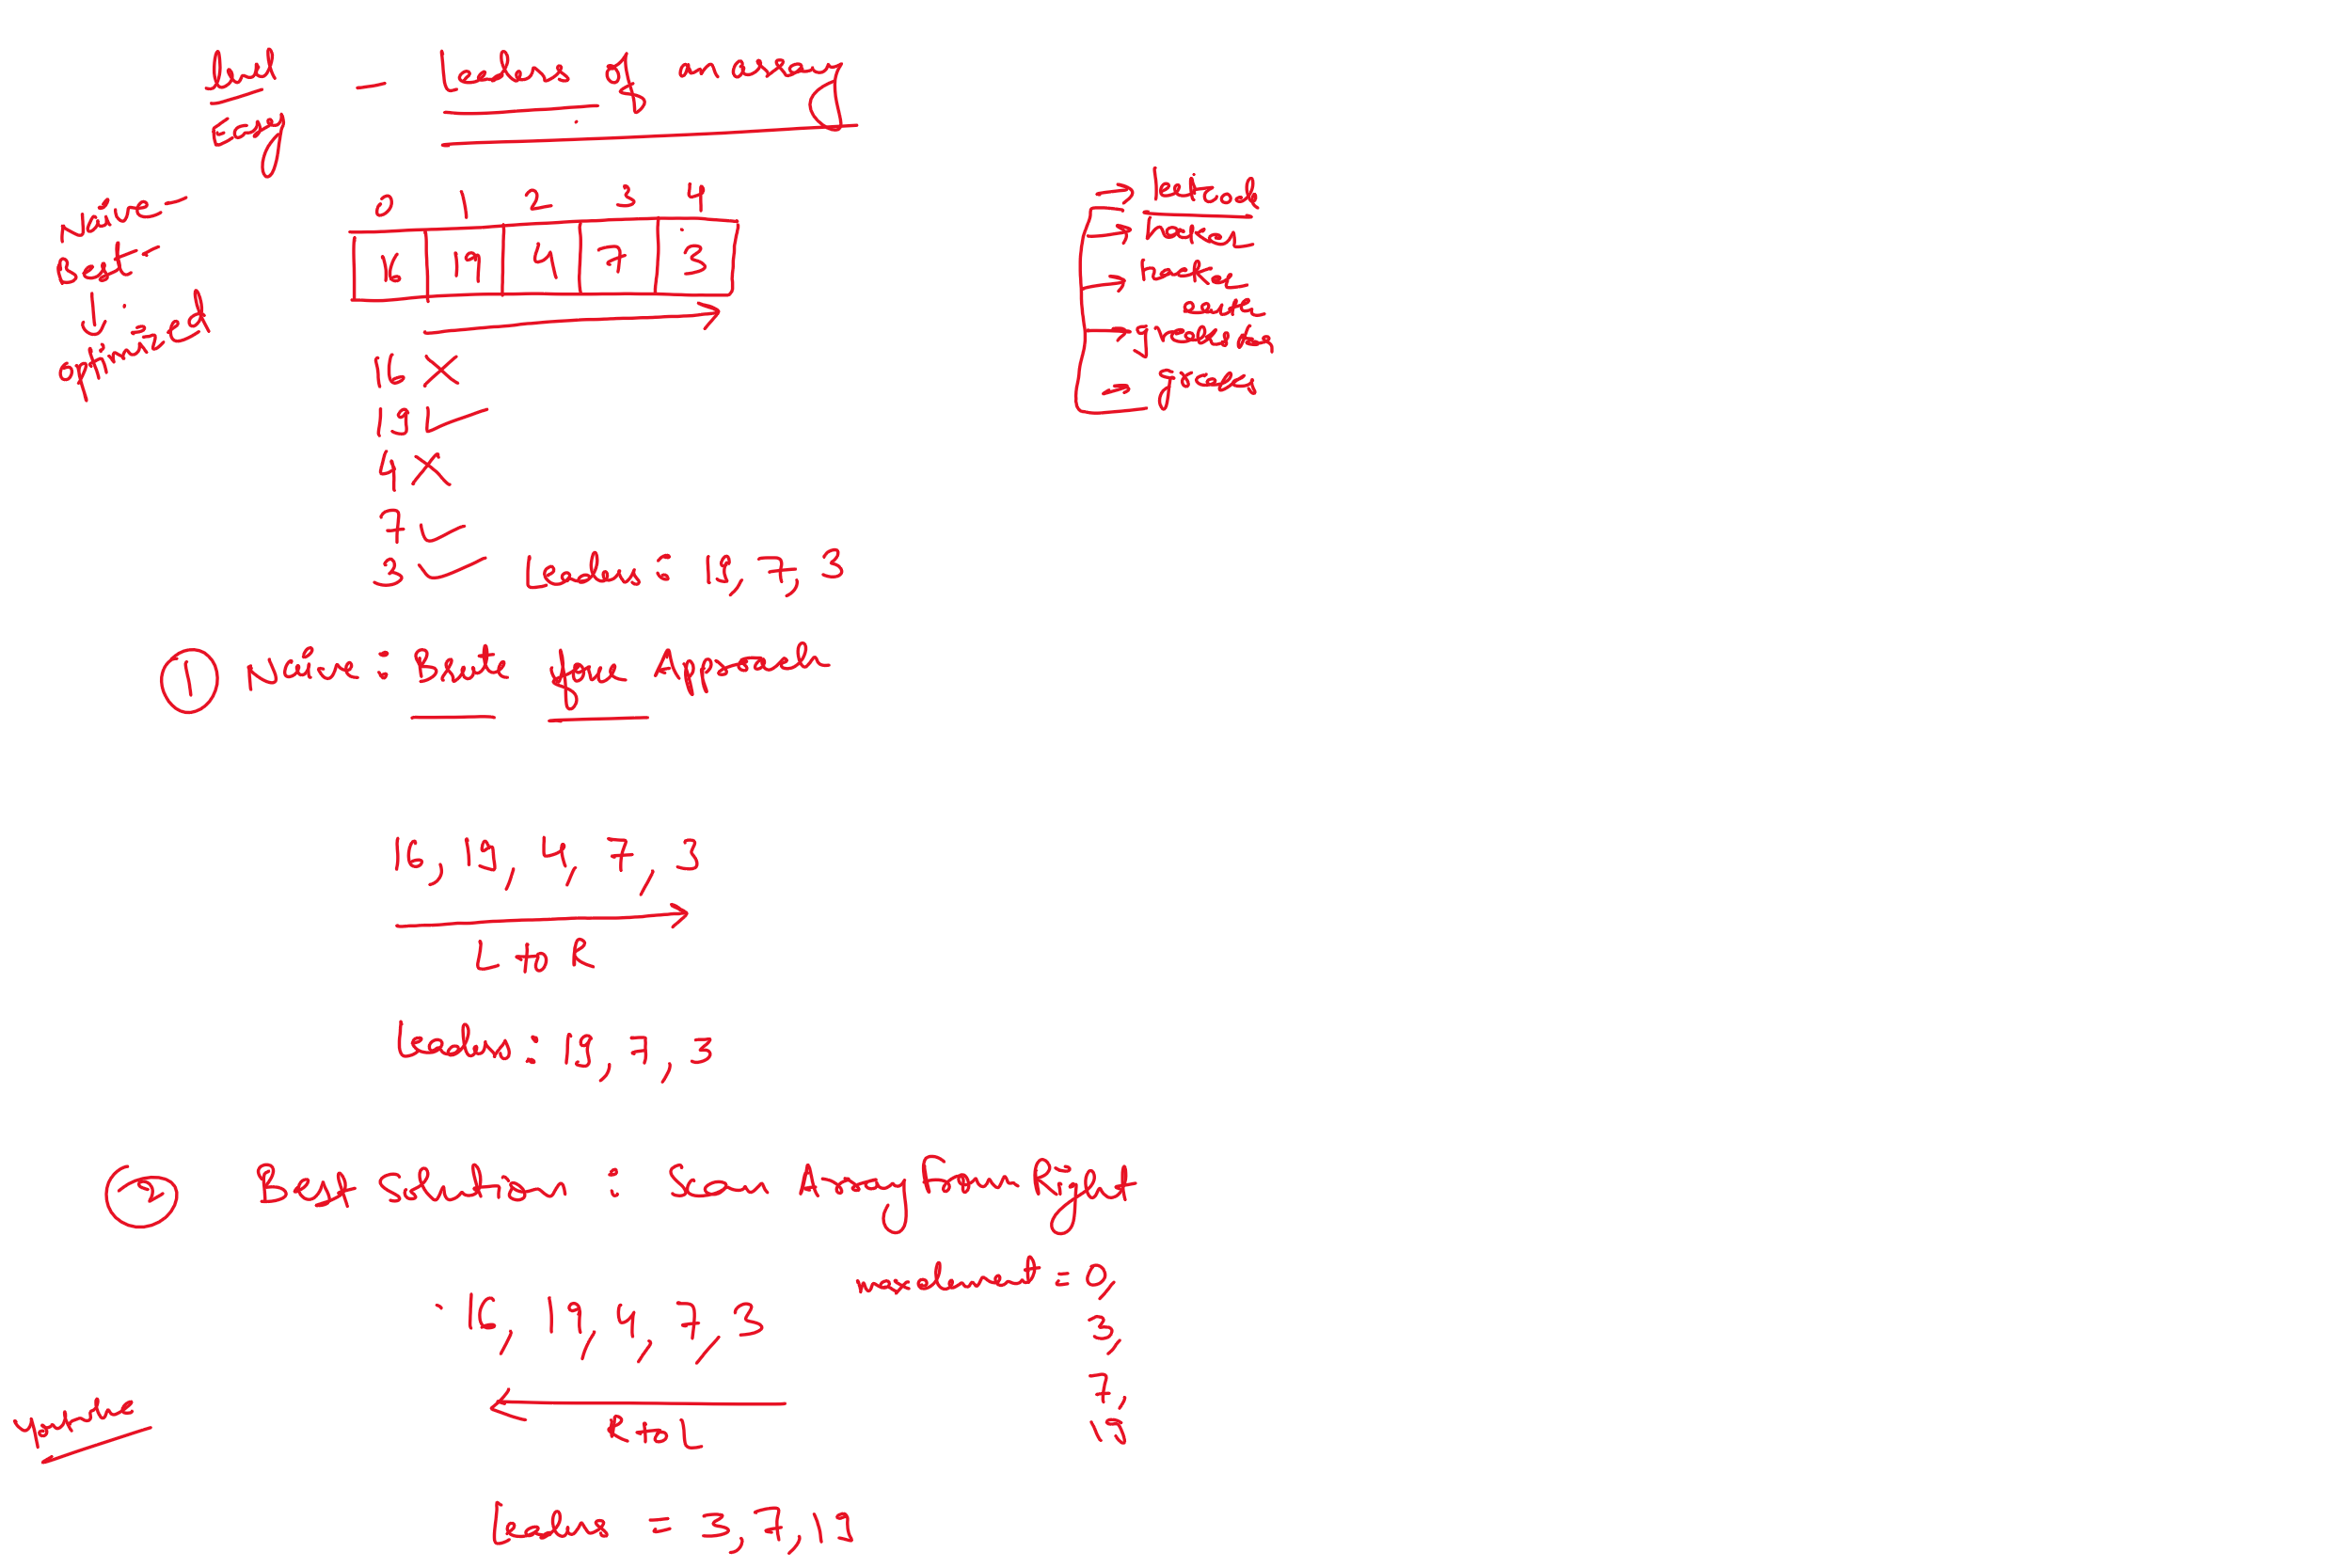 level - Leaders of an array
Easy
Naive -
Best -
optimized
0 1 2 3 4
16 19 4 7 3
16 X
19 ✓
4 X
7 ✓
3 ✓ Leaders: 19, 7, 3
→ leetcode
→ hacker
→ hacker
earth
→ geeks for
→ geeks
① Naive: Brute force Approach
16, 19, 4, 7, 3
L to R
Leaders: 19, 7, 3
② Best solution : Scan Array From Right
maxelement = 0,
16, 19, 4, 7, 3
3,
7,
19
R to L
Leaders = 3, 7, 19